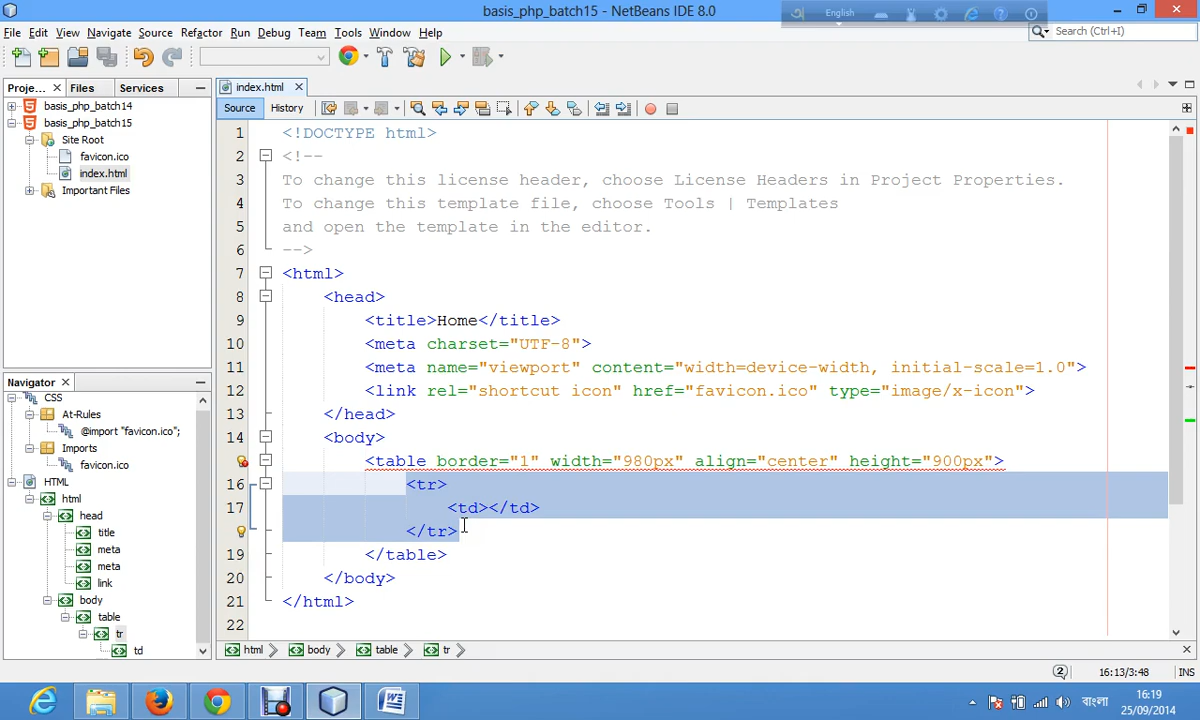 basis_php_batch15 - NetBeans IDE 8.0
English
File Edit View Navigate Source Refactor Run Debug Team Tools Window Help
Search (Ctrl+I)
Proje... Files Services
index.html
Source History
basis_php_batch14
basis_php_batch15
Site Root
favicon.ico
index.html
Important Files
1 <!DOCTYPE html>
2 <!--
3 To change this license header, choose License Headers in Project Properties.
4 To change this template file, choose Tools | Templates
5 and open the template in the editor.
6 -->
7 <html>
8 <head>
9 <title>Home</title>
10 <meta charset="UTF-8">
11 <meta name="viewport" content="width=device-width, initial-scale=1.0">
12 <link rel="shortcut icon" href="favicon.ico" type="image/x-icon">
13 </head>
14 <body>
<table border="1" width="980px" align="center" height="900px">
16 <tr>
17 <td></td>
</tr>
19 </table>
20 </body>
21 </html>
22
Navigator
CSS
At-Rules
@import "favicon.ico";
Imports
favicon.ico
HTML
html
head
title
meta
meta
link
body
table
tr
td
html body table tr
2 16:13/3:48 INS
বাংলা
16:19
25/09/2014